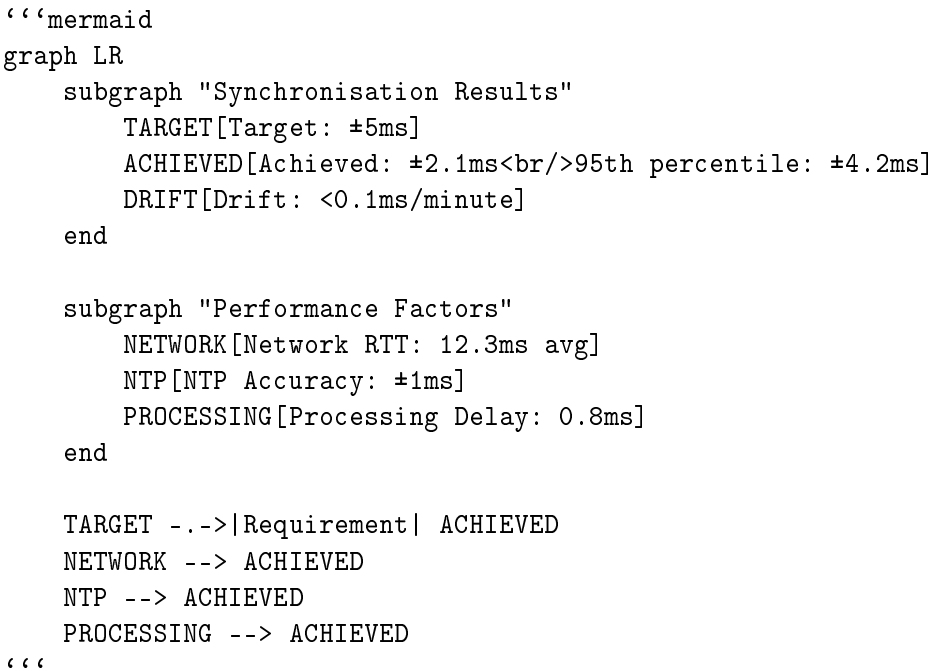 ‘‘‘mermaid
graph LR
    subgraph "Synchronisation Results"
        TARGET[Target: ±5ms]
        ACHIEVED[Achieved: ±2.1ms<br/>95th percentile: ±4.2ms]
        DRIFT[Drift: <0.1ms/minute]
    end

    subgraph "Performance Factors"
        NETWORK[Network RTT: 12.3ms avg]
        NTP[NTP Accuracy: ±1ms]
        PROCESSING[Processing Delay: 0.8ms]
    end

    TARGET -.->|Requirement| ACHIEVED
    NETWORK --> ACHIEVED
    NTP --> ACHIEVED
    PROCESSING --> ACHIEVED
‘‘‘